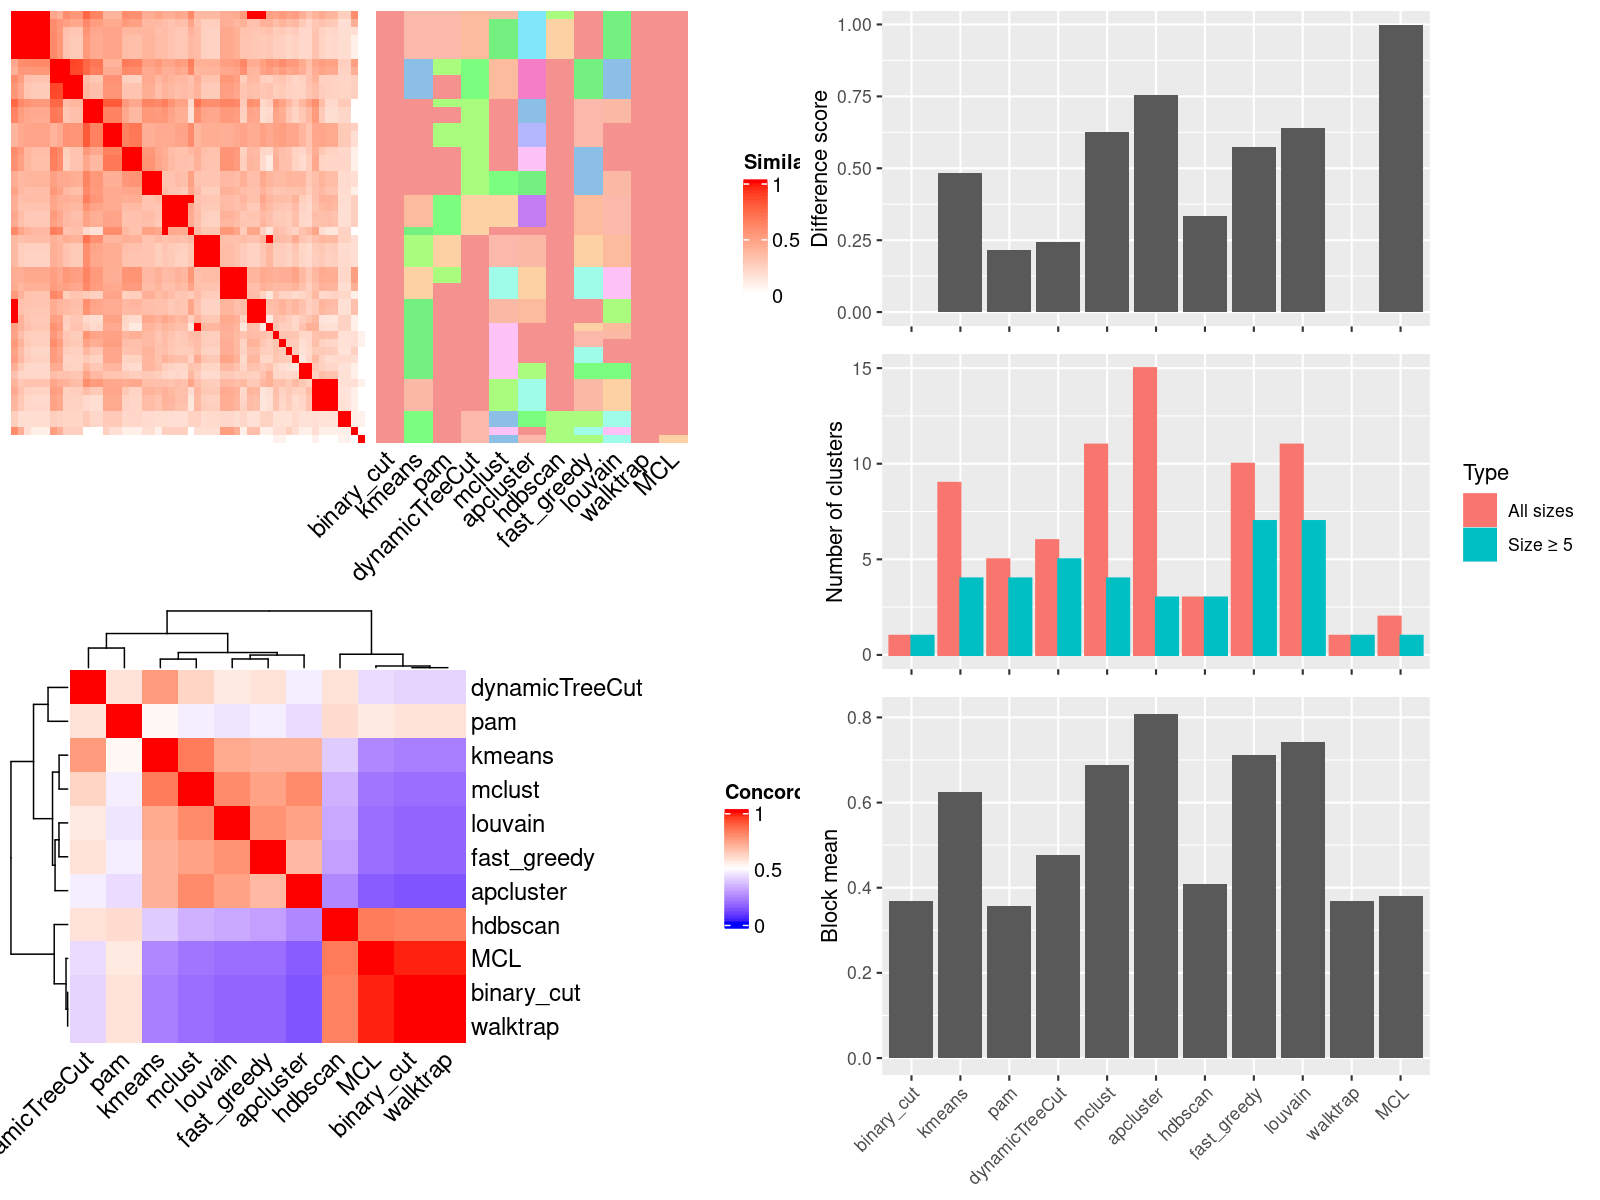 Simila
1
0.5
0
binary_cut
kmeans
pam
dynamicTreeCut
mclust
apcluster
hdbscan
fast_greedy
louvain
walktrap
MCL
Difference score
1.00
0.75
0.50
0.25
0.00
Number of clusters
15
10
5
0
Type
All sizes
Size ≥ 5
dynamicTreeCut
pam
kmeans
mclust
louvain
fast_greedy
apcluster
hdbscan
MCL
binary_cut
walktrap
amicTreeCut
pam
kmeans
mclust
louvain
fast_greedy
apcluster
hdbscan
MCL
binary_cut
walktrap
Concord
1
0.5
0
Block mean
0.8
0.6
0.4
0.2
0.0
binary_cut
kmeans
pam
dynamicTreeCut
mclust
apcluster
hdbscan
fast_greedy
louvain
walktrap
MCL